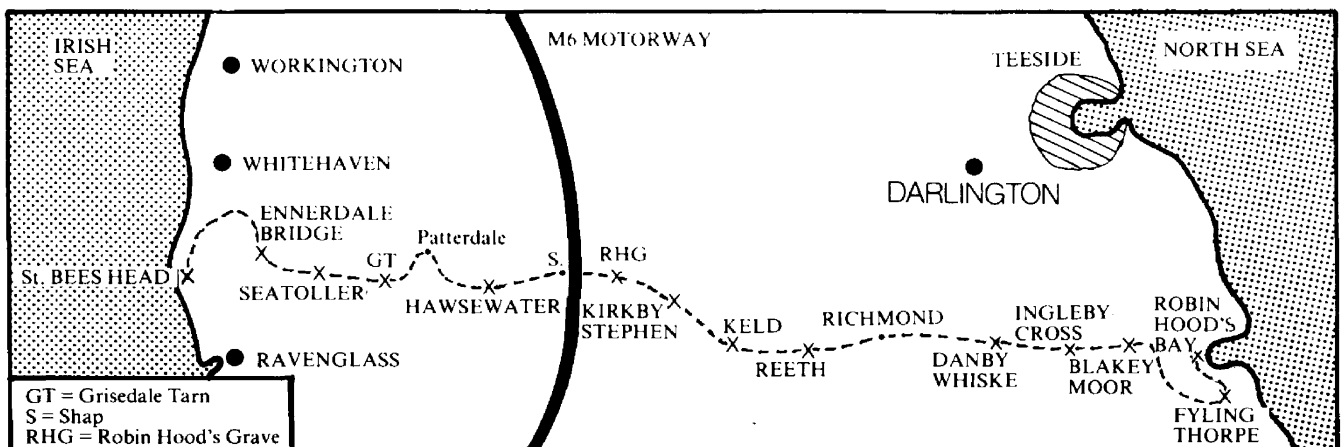 IRISH
SEA
WORKINGTON
M6 MOTORWAY
NORTH SEA
TEESIDE
WHITEHAVEN
DARLINGTON
ENNERDALE
BRIDGE
Patterdale
GT
S.
RHG
St. BEES HEAD
SEATOLLER
HAWSEWATER
KIRKBY
STEPHEN
KELD
REETH
RICHMOND
DANBY
WHISKE
INGLEBY
CROSS
BLAKEY
MOOR
ROBIN
HOOD'S
BAY
FYLING
THORPE
RAVENGLASS
GT = Grisedale Tarn
S = Shap
RHG = Robin Hood's Grave